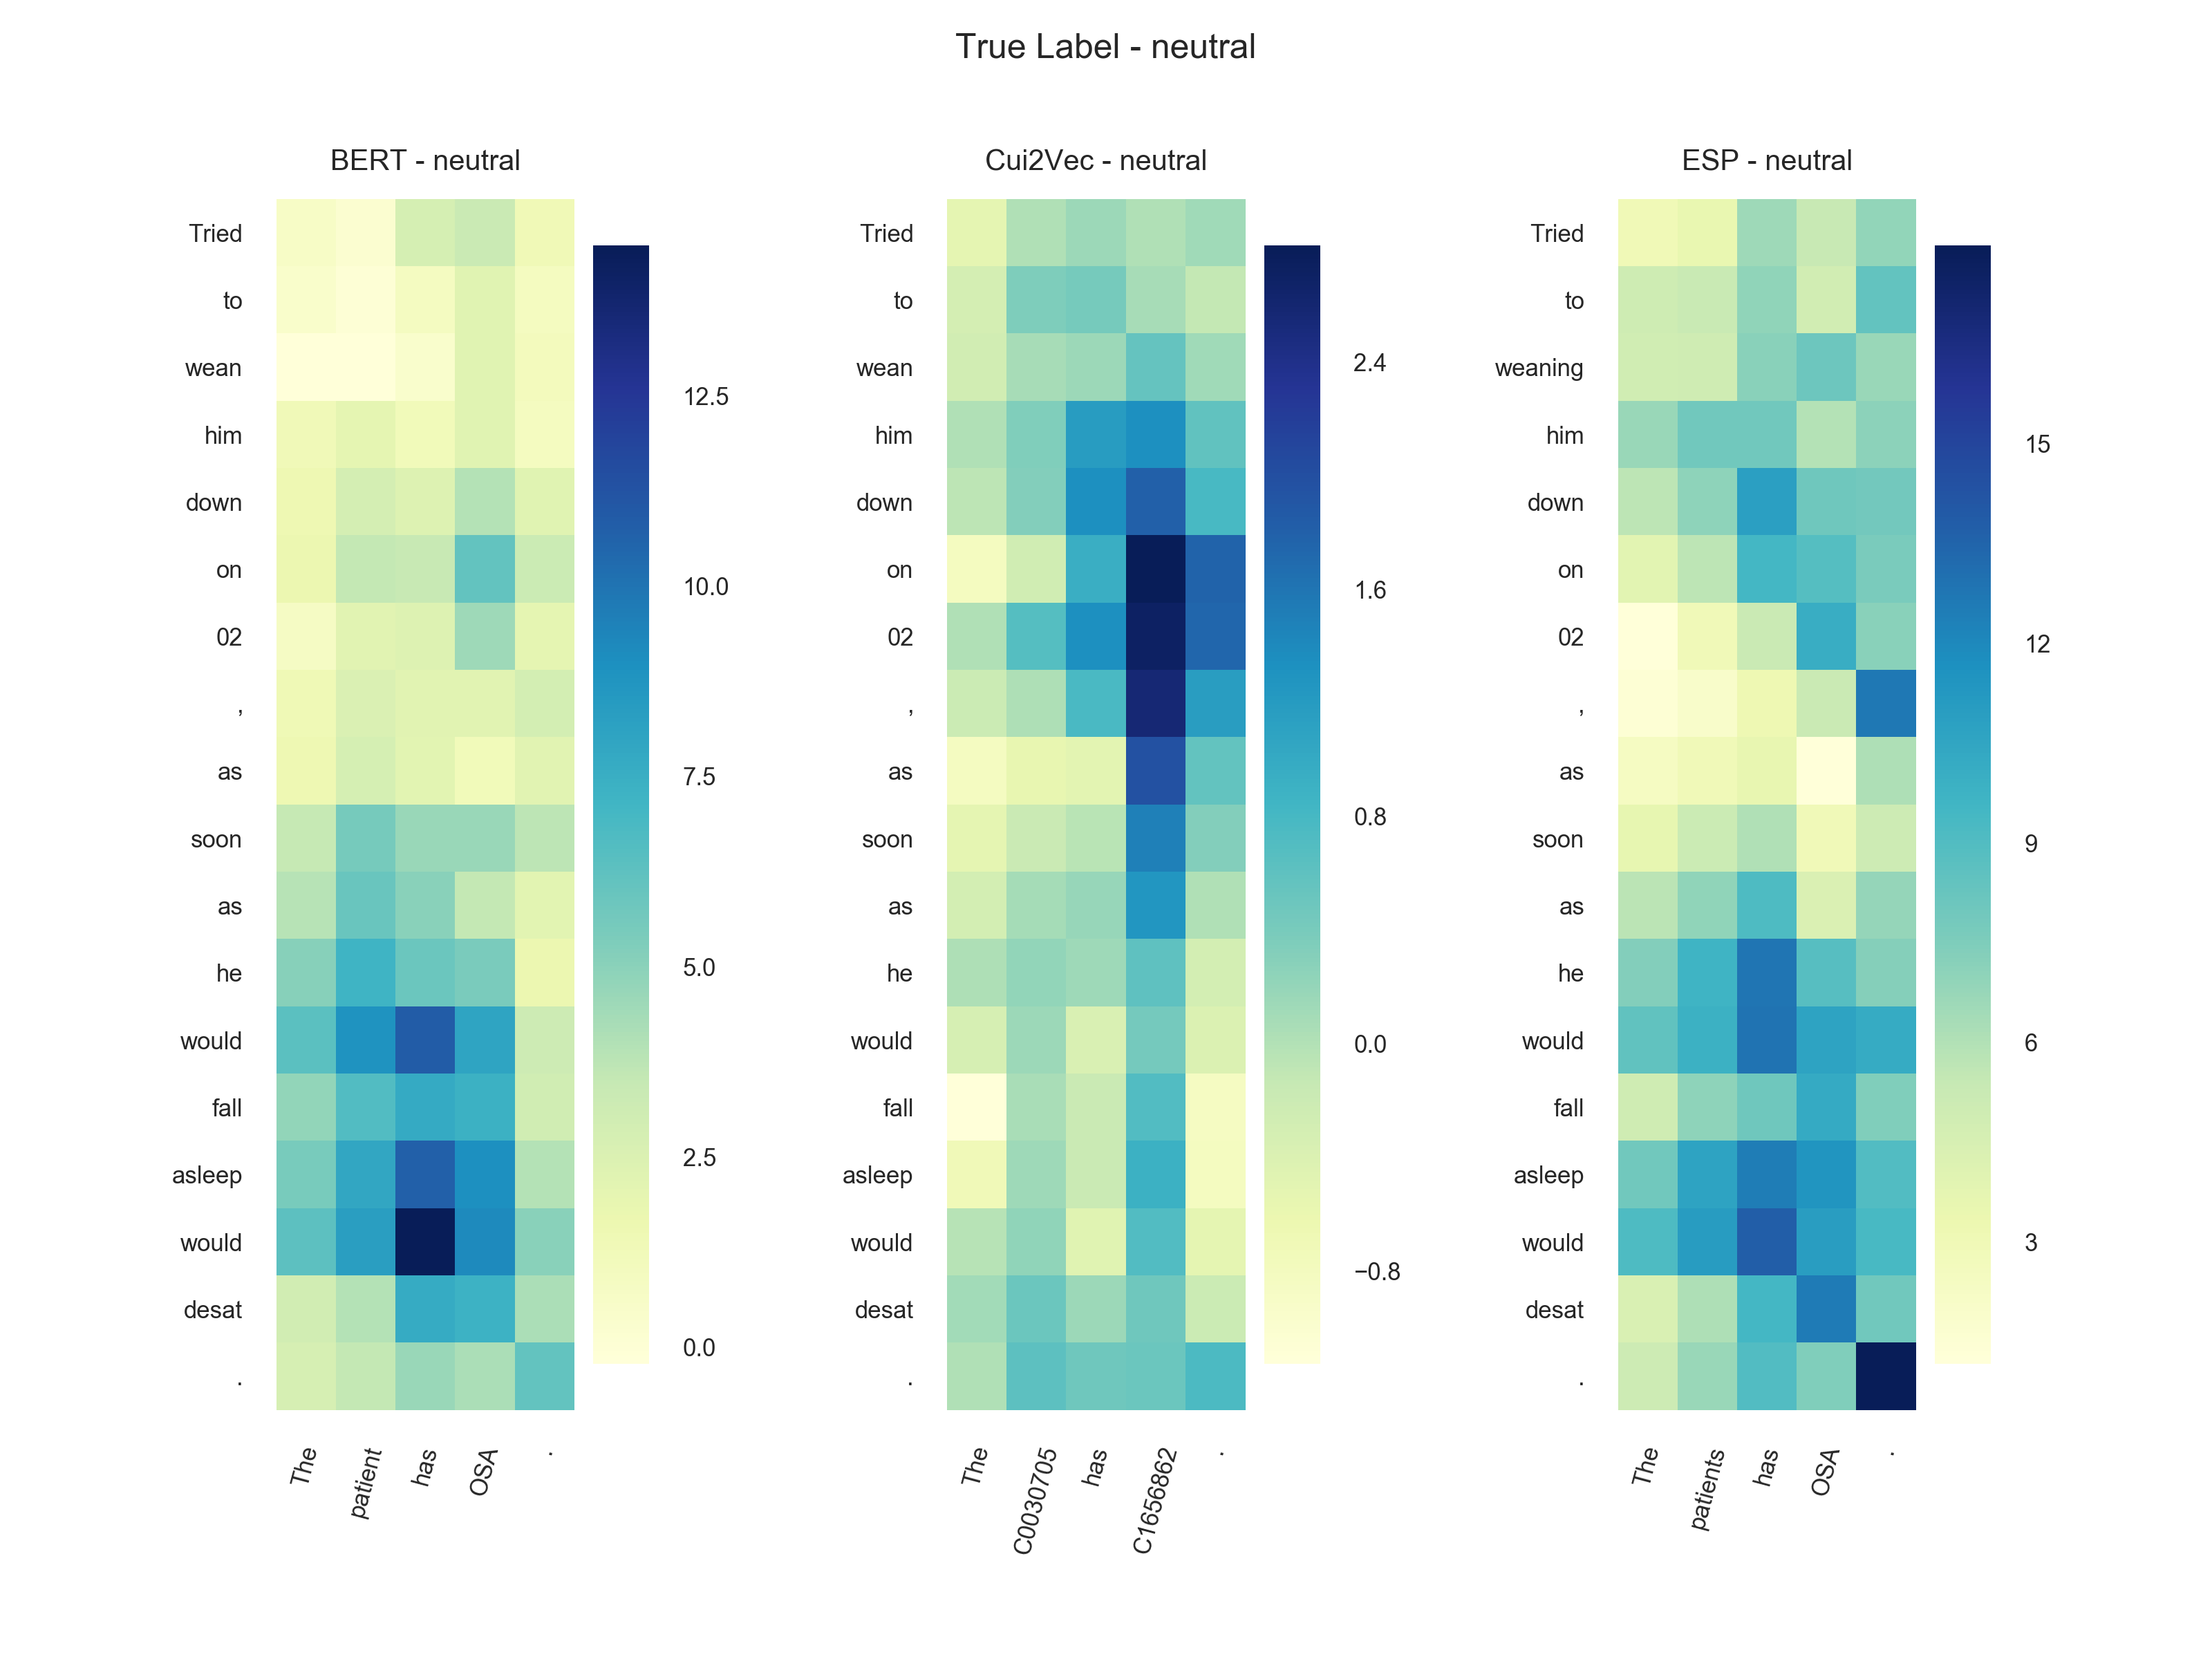 True Label - neutral
BERT - neutral
Tried
to
wean
him
down
on
02
,
as
soon
as
he
would
fall
asleep
would
desat
.
The
patient
has
OSA
.
12.5
10.0
7.5
5.0
2.5
0.0
Cui2Vec - neutral
Tried
to
wean
him
down
on
02
,
as
soon
as
he
would
fall
asleep
would
desat
.
The
C0030705
has
C1656862
.
2.4
1.6
0.8
0.0
−0.8
ESP - neutral
Tried
to
weaning
him
down
on
02
,
as
soon
as
he
would
fall
asleep
would
desat
.
The
patients
has
OSA
.
15
12
9
6
3